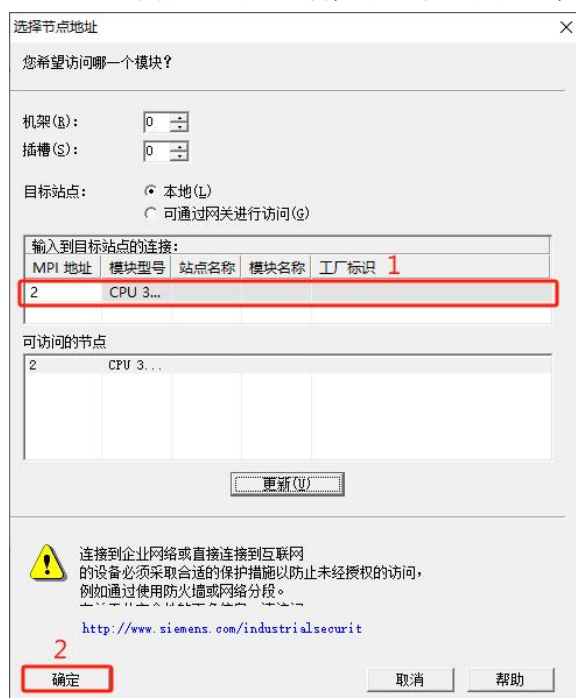 选择节点地址
您希望访问哪一个模块?
机架(R): 0
插槽(S): 0
目标站点: 本地(L)
可通过网关进行访问(G)
输入到目标站点的连接:
MPI 地址 模块型号 站点名称 模块名称 工厂标识 1
2 CPU 3...
可访问的节点
2 CPU 3...
更新(U)
连接到企业网络或直接连接到互联网
的设备必须采取合适的保护措施以防止未经授权的访问,
例如通过使用防火墙或网络分段。
http://www.siemens.com/industrialsecurit
2
确定 取消 帮助